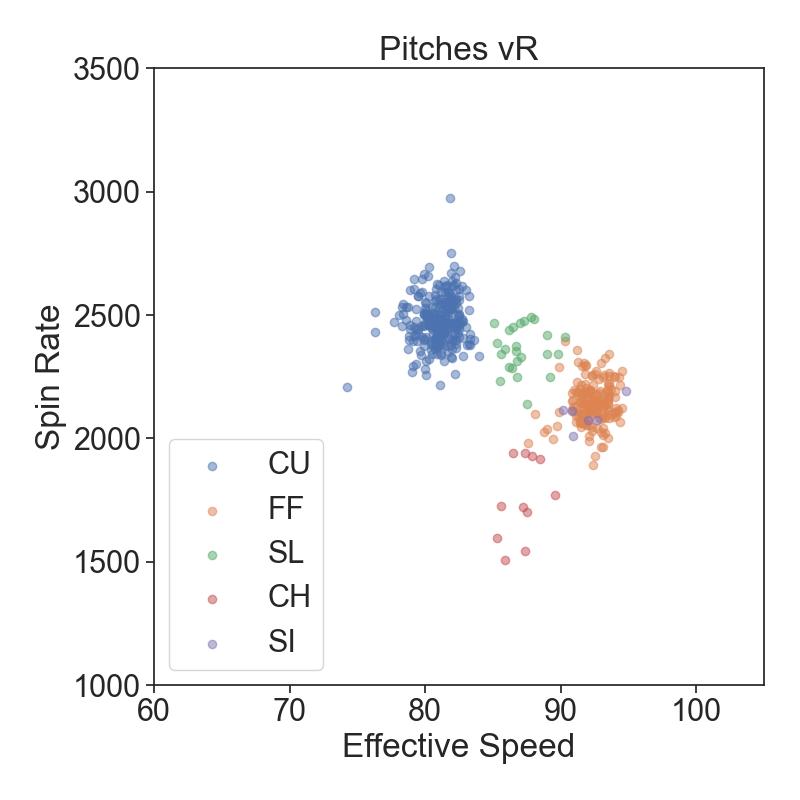 Pitches vR
3500
3000
2500
2000
1500
1000
Spin Rate
CU
FF
SL
CH
SI
60 70 80 90 100
Effective Speed